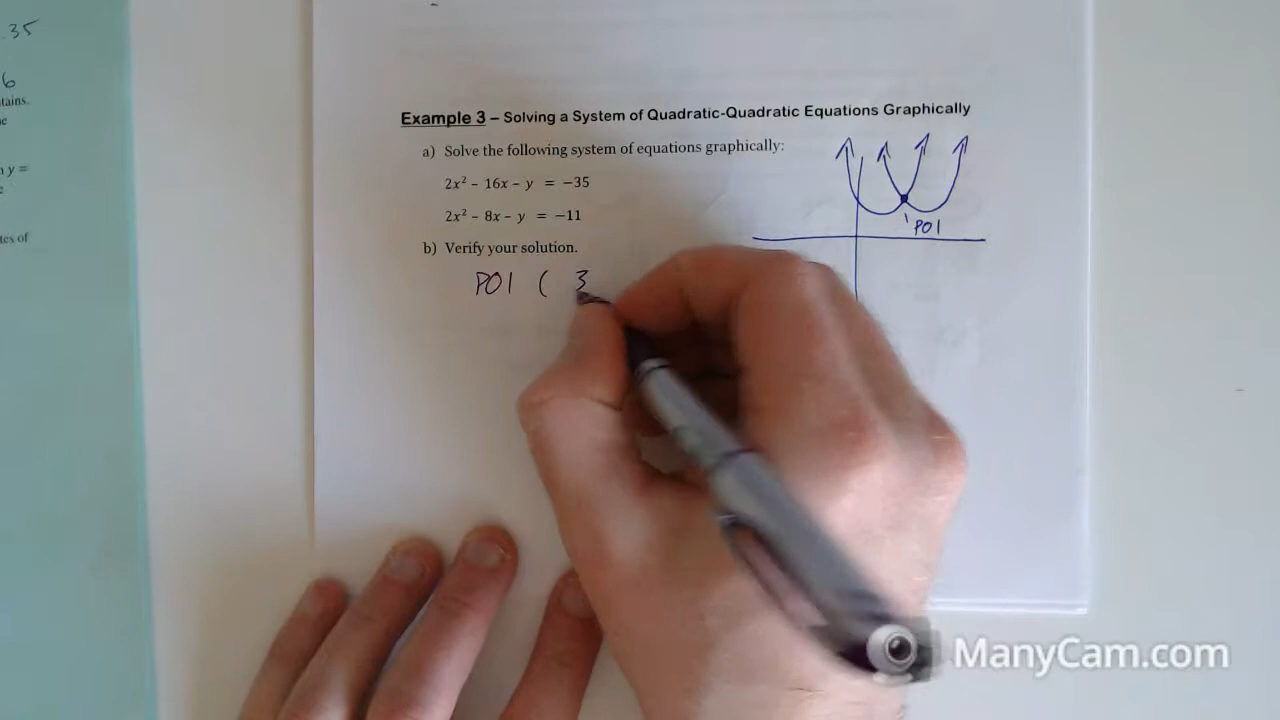 .35
6
tains.
e
n y =
e
tes of
Example 3 – Solving a System of Quadratic-Quadratic Equations Graphically
a) Solve the following system of equations graphically:
2x² − 16x − y = −35
2x² − 8x − y = −11
b) Verify your solution.
POI
POI ( 3
ManyCam.com